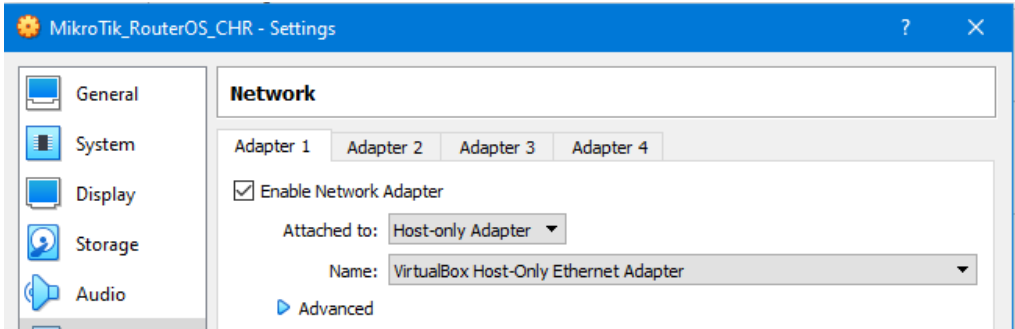 MikroTik_RouterOS_CHR - Settings ? ×
General
System
Display
Storage
Audio
Network
Adapter 1 Adapter 2 Adapter 3 Adapter 4
Enable Network Adapter
Attached to: Host-only Adapter
Name: VirtualBox Host-Only Ethernet Adapter
Advanced